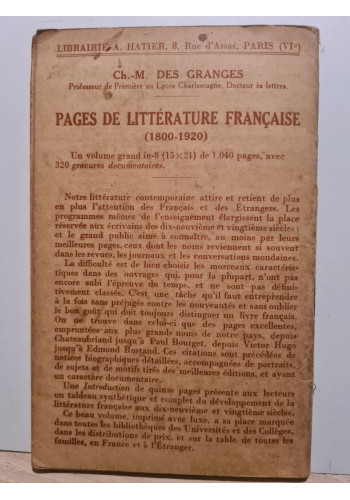 LIBRAIRIE A. HATIER, 8, Rue d'Assas, PARIS (VIe)
Ch.-M. DES GRANGES
Professeur de Première au Lycée Charlemagne, Docteur ès lettres.
PAGES DE LITTÉRATURE FRANÇAISE
(1800-1920)
Un volume grand in-8 (15×21) de 1.040 pages, avec
320 gravures documentaires.
Notre littérature contemporaine attire et retient de plus
en plus l'attention des Français et des Étrangers. Les
programmes mêmes de l'enseignement élargissent la place
réservée aux écrivains des dix-neuvième et vingtième siècles;
et le grand public aime à connaître, au moins par leurs
meilleures pages, ceux dont les noms reviennent si souvent
dans les revues, les journaux et les conversations mondaines.
La difficulté est de bien choisir les morceaux caractéris-
tiques dans des ouvrages qui, pour la plupart, n'ont pas
encore subi l'épreuve du temps, et ne sont pas défini-
tivement classés. C'est une tâche qu'il faut entreprendre
à la fois sans préjugés contre les nouveautés et sans oublier
le bon goût qui doit toujours distinguer un livre français.
On ne trouve dans celui-ci que des pages excellentes,
empruntées aux plus grands noms de notre pays, depuis
Chateaubriand jusqu'à Paul Bourget, depuis Victor Hugo
jusqu'à Edmond Rostand. Ces citations sont précédées de
notices biographiques détaillées, accompagnées de portraits,
de sujets et de motifs tirés des meilleures éditions, et ayant
un caractère documentaire.
Une Introduction de quinze pages présente aux lecteurs
un tableau synthétique et complet du développement de la
littérature française aux dix-neuvième et vingtième siècles.
Ce beau volume, imprimé avec luxe, a sa place marquée
dans toutes les bibliothèques des Universités et des Collèges,
dans les distributions de prix, et sur la table de toutes les
familles, en France et à l'Étranger.